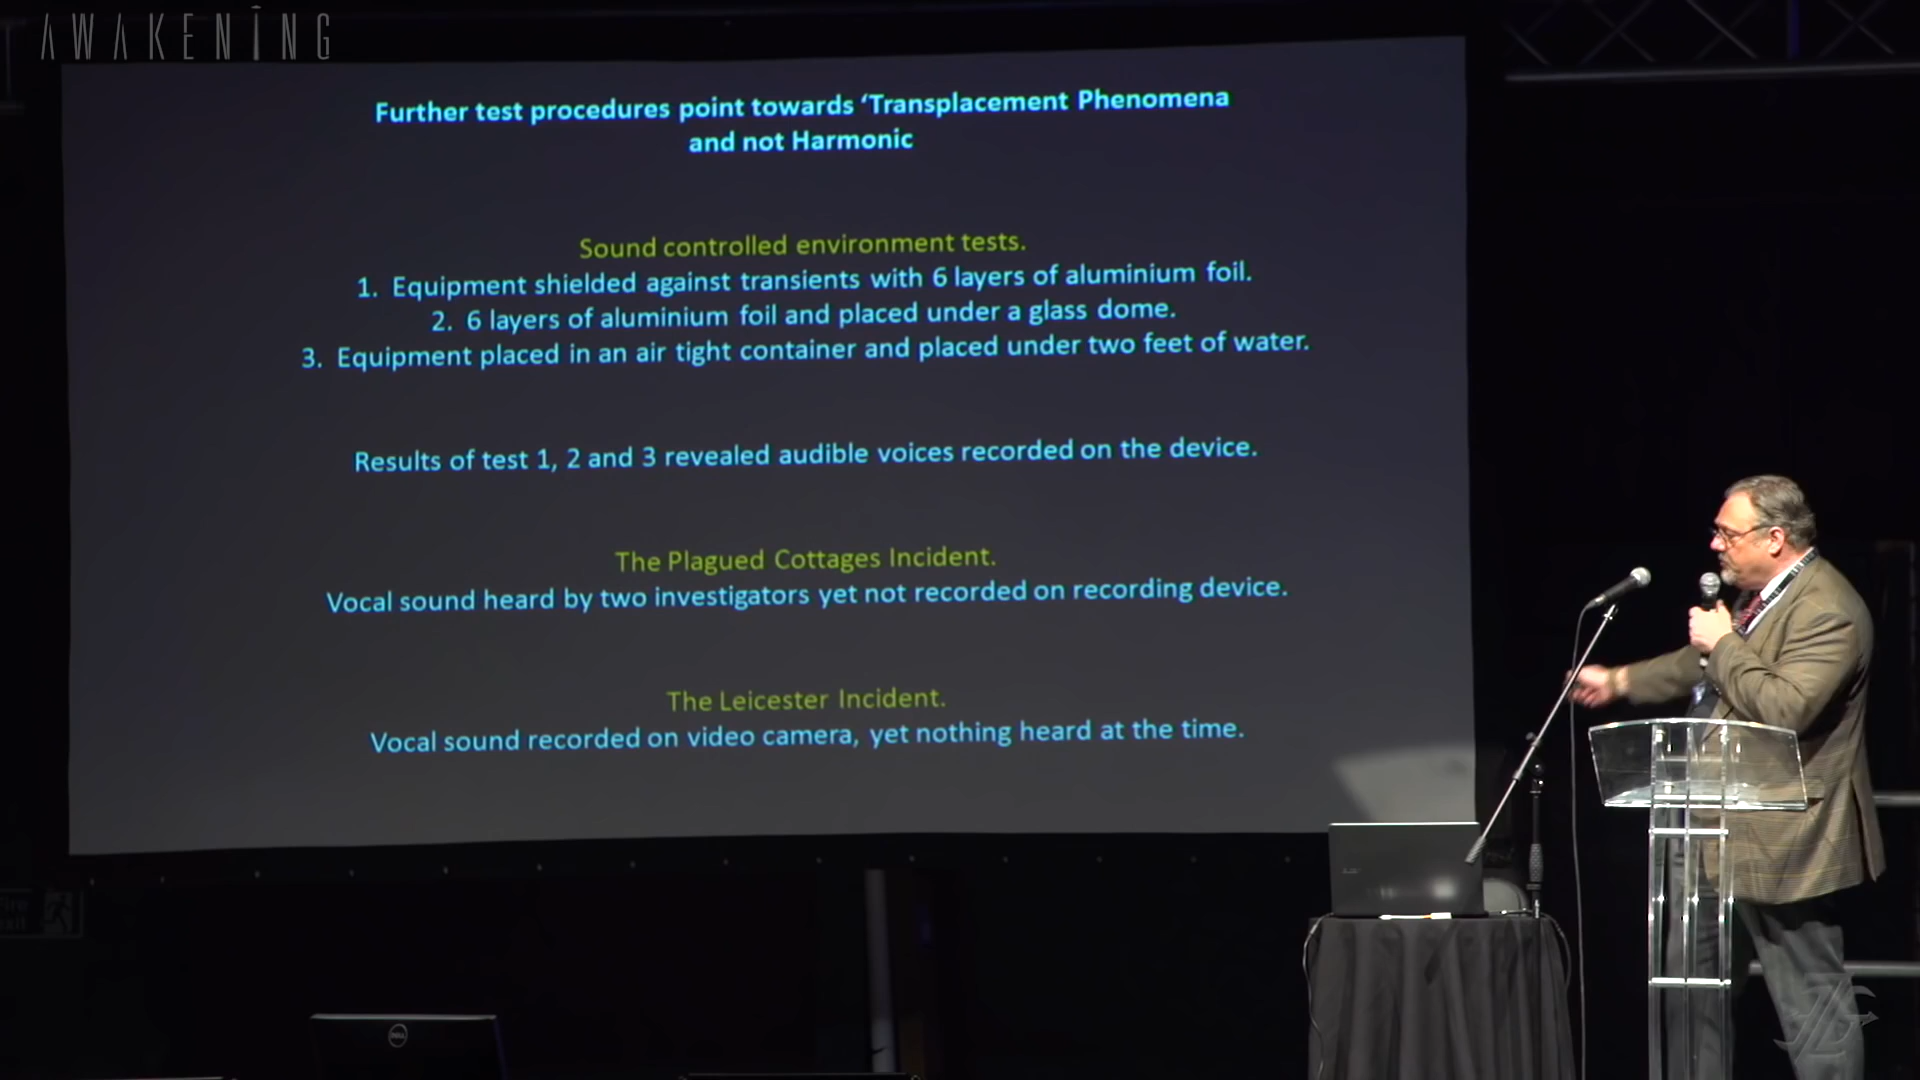 AWAKENING
Further test procedures point towards ‘Transplacement Phenomena
and not Harmonic
Sound controlled environment tests.
1. Equipment shielded against transients with 6 layers of aluminium foil.
2. 6 layers of aluminium foil and placed under a glass dome.
3. Equipment placed in an air tight container and placed under two feet of water.
Results of test 1, 2 and 3 revealed audible voices recorded on the device.
The Plagued Cottages Incident.
Vocal sound heard by two investigators yet not recorded on recording device.
The Leicester Incident.
Vocal sound recorded on video camera, yet nothing heard at the time.
Fire
exit
DELL